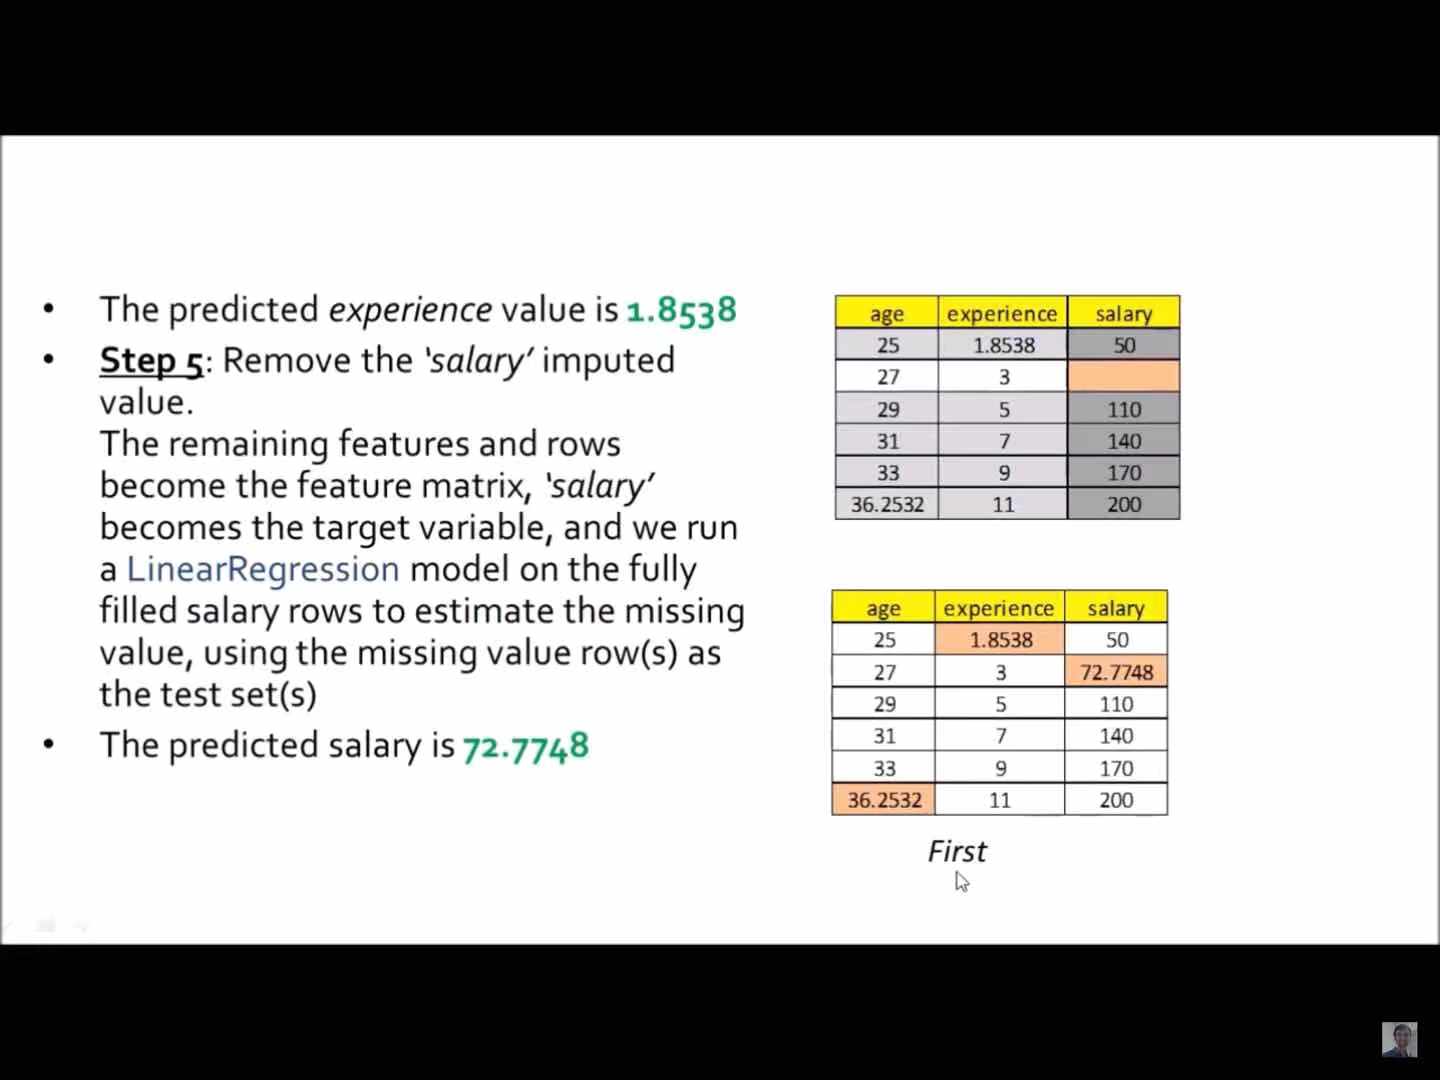 • The predicted experience value is 1.8538
• Step 5: Remove the ‘salary’ imputed
value.
The remaining features and rows
become the feature matrix, ‘salary’
becomes the target variable, and we run
a LinearRegression model on the fully
filled salary rows to estimate the missing
value, using the missing value row(s) as
the test set(s)
• The predicted salary is 72.7748
age experience salary
25 1.8538 50
27 3
29 5 110
31 7 140
33 9 170
36.2532 11 200
age experience salary
25 1.8538 50
27 3 72.7748
29 5 110
31 7 140
33 9 170
36.2532 11 200
First